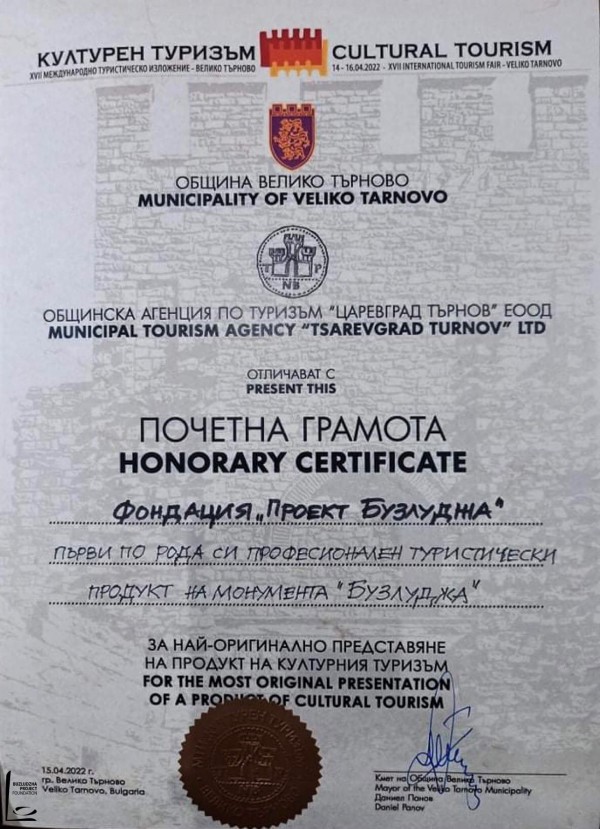 КУЛТУРЕН ТУРИЗЪМ
XVII МЕЖДУНАРОДНО ТУРИСТИЧЕСКО ИЗЛОЖЕНИЕ - ВЕЛИКО ТЪРНОВО
CULTURAL TOURISM
14 - 16.04.2022 - XVII INTERNATIONAL TOURISM FAIR - VELIKO TARNOVO
ОБЩИНА ВЕЛИКО ТЪРНОВО
MUNICIPALITY OF VELIKO TARNOVO
ОБЩИНСКА АГЕНЦИЯ ПО ТУРИЗЪМ "ЦАРЕВГРАД ТЪРНОВ" ЕООД
MUNICIPAL TOURISM AGENCY "TSAREVGRAD TURNOV" LTD
ОТЛИЧАВАТ С
PRESENT THIS
ПОЧЕТНА ГРАМОТА
HONORARY CERTIFICATE
ФОНДАЦИЯ „ПРОЕКТ БУЗЛУДЖА"
ПЪРВИ ПО РОДА СИ ПРОФЕСИОНАЛЕН ТУРИСТИЧЕСКИ
ПРОДУКТ НА МОНУМЕНТА "БУЗЛУДЖА"
ЗА НАЙ-ОРИГИНАЛНО ПРЕДСТАВЯНЕ
НА ПРОДУКТ НА КУЛТУРНИЯ ТУРИЗЪМ
FOR THE MOST ORIGINAL PRESENTATION
OF A PRODUCT OF CULTURAL TOURISM
15.04.2022 г.
гр. Велико Търново
Veliko Tarnovo, Bulgaria
Кмет на Община Велико Търново
Mayor of the Veliko Tarnovo Municipality
Даниел Панов
Daniel Panov
BUZLUDZHA
PROJECT
FOUNDATION